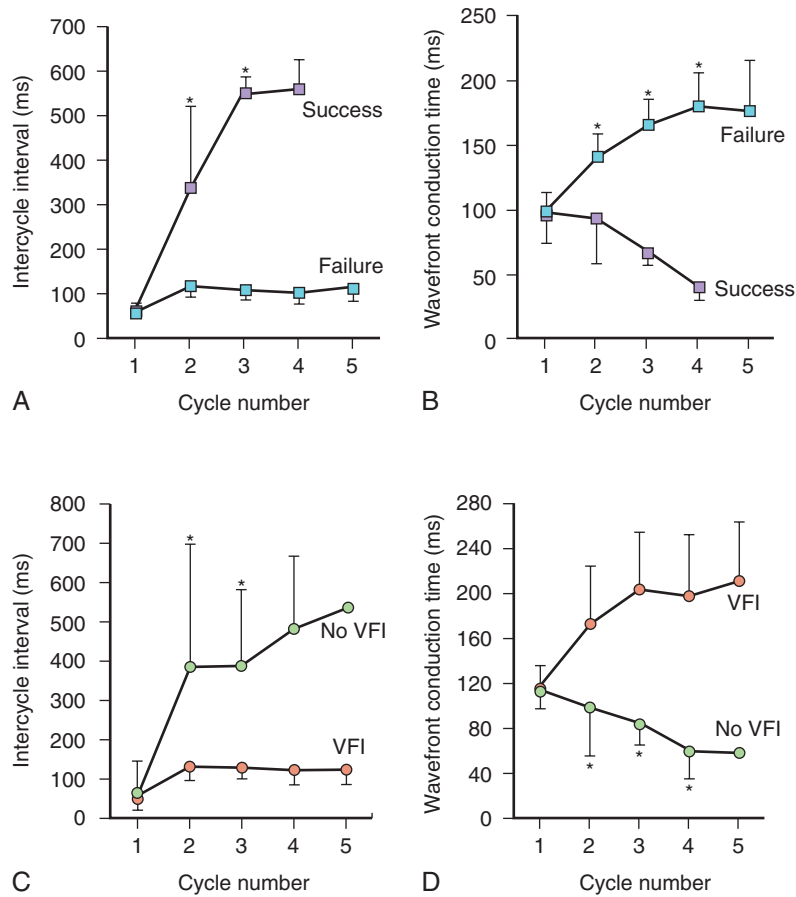 Intercycle interval (ms)
700
600
500
400
300
200
100
0
*
*
Success
Failure
1 2 3 4 5
A
Cycle number
Wavefront conduction time (ms)
250
200
150
100
50
0
*
*
*
Failure
Success
1 2 3 4 5
B
Cycle number
Intercycle interval (ms)
800
700
600
500
400
300
200
100
0
*
*
No VFI
VFI
1 2 3 4 5
C
Cycle number
Wavefront conduction time (ms)
280
240
200
160
120
80
40
0
VFI
No VFI
*
*
*
1 2 3 4 5
D
Cycle number